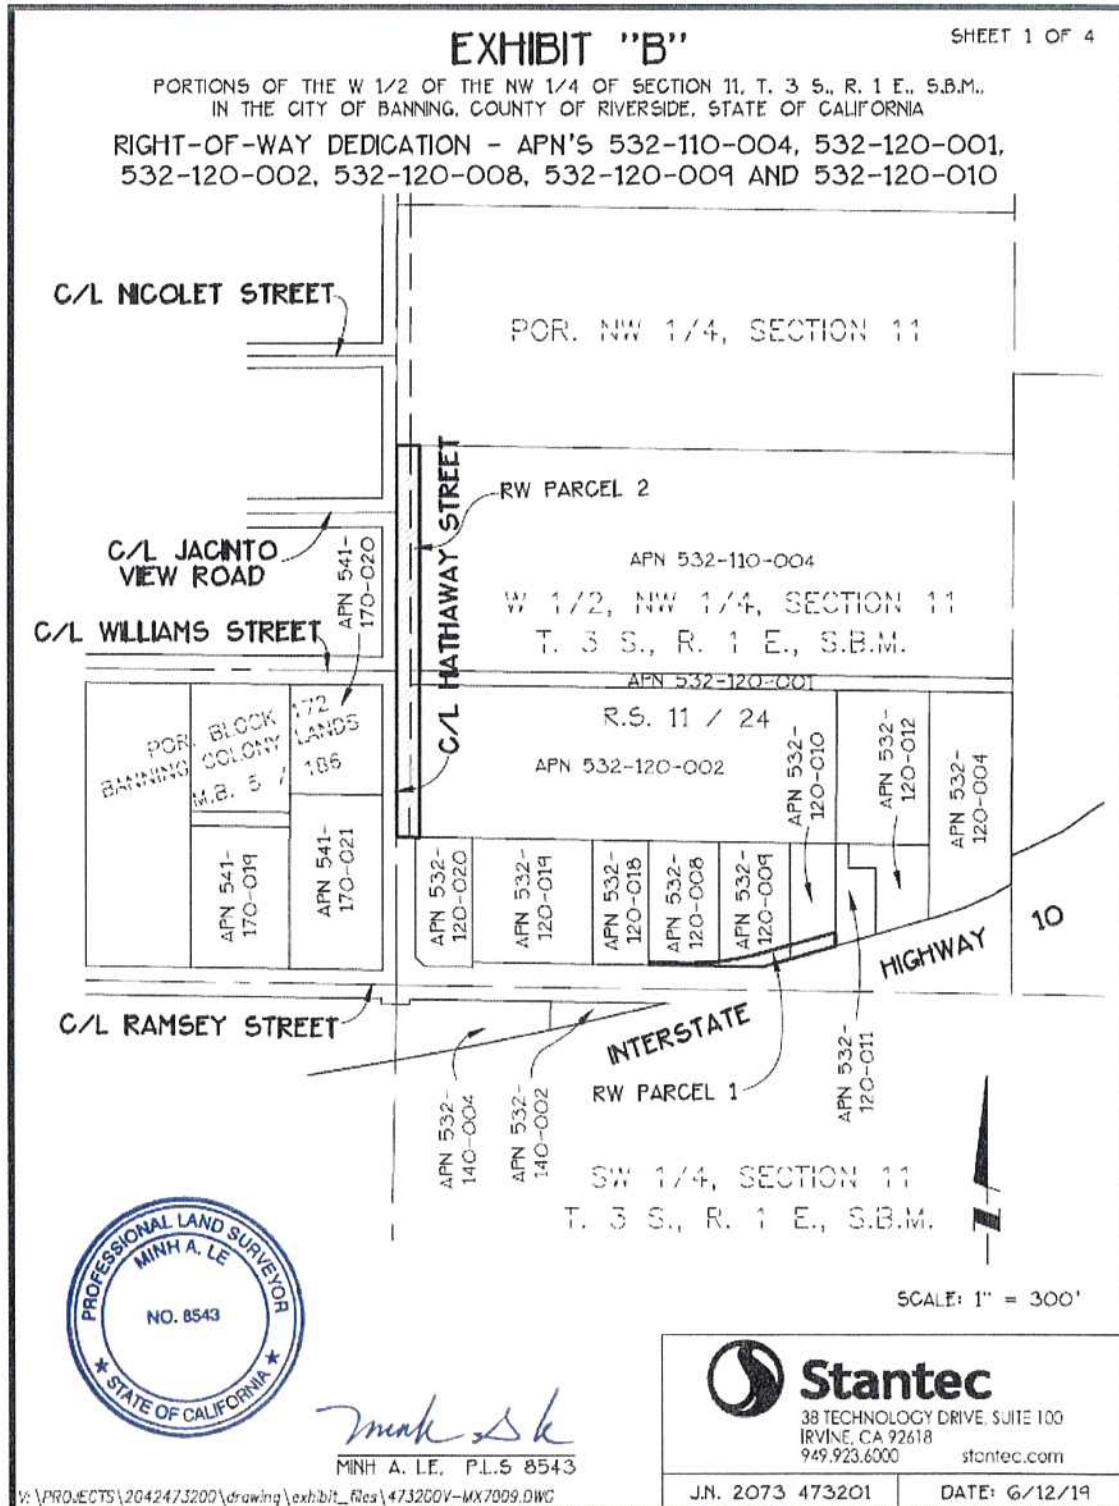 SHEET 1 OF 4
EXHIBIT "B"
PORTIONS OF THE W 1/2 OF THE NW 1/4 OF SECTION 11, T. 3 S., R. 1 E., S.B.M.,
IN THE CITY OF BANNING, COUNTY OF RIVERSIDE, STATE OF CALIFORNIA
RIGHT-OF-WAY DEDICATION - APN'S 532-110-004, 532-120-001,
532-120-002, 532-120-008, 532-120-009 AND 532-120-010
C/L NICOLET STREET
POR. NW 1/4, SECTION 11
C/L HATHAWAY STREET
RW PARCEL 2
C/L JACINTO
VIEW ROAD
APN 541-
170-020
APN 532-110-004
W 1/2, NW 1/4, SECTION 11
T. 3 S., R. 1 E., S.B.M.
C/L WILLIAMS STREET
APN 532-120-001
R.S. 11 / 24
APN 532-120-002
POR. BLOCK 172
BANNING COLONY LANDS
M.B. 5 / 186
APN 532-
120-010
APN 532-
120-012
APN 532-
120-004
APN 541-
170-019
APN 541-
170-021
APN 532-
120-020
APN 532-
120-019
APN 532-
120-018
APN 532-
120-008
APN 532-
120-009
INTERSTATE
HIGHWAY
10
C/L RAMSEY STREET
RW PARCEL 1
APN 532-
120-011
APN 532-
140-004
APN 532-
140-002
SW 1/4, SECTION 11
T. 3 S., R. 1 E., S.B.M.
SCALE: 1" = 300'
PROFESSIONAL LAND SURVEYOR
MINH A. LE
NO. 8543
STATE OF CALIFORNIA
MINH A. LE, P.L.S 8543
Stantec
38 TECHNOLOGY DRIVE, SUITE 100
IRVINE, CA 92618
949.923.6000 stantec.com
J.N. 2073 473201
DATE: 6/12/19
V:\PROJECTS\2042473200\drawing\exhibit_files\473200V-MX7009.DWG